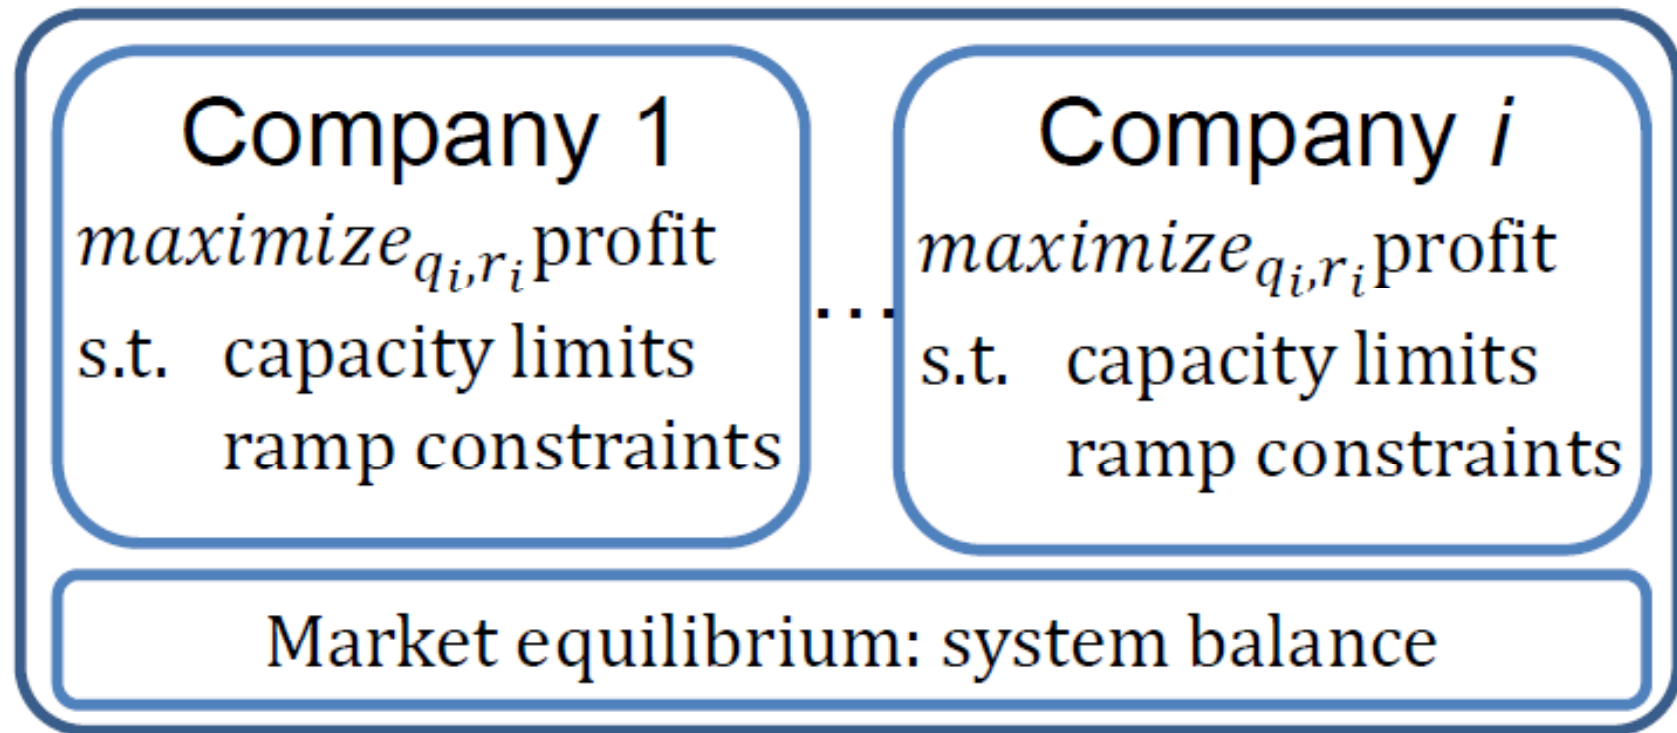 Company 1
maximize_{q_i,r_i} profit
s.t. capacity limits
ramp constraints
...
Company i
maximize_{q_i,r_i} profit
s.t. capacity limits
ramp constraints
Market equilibrium: system balance